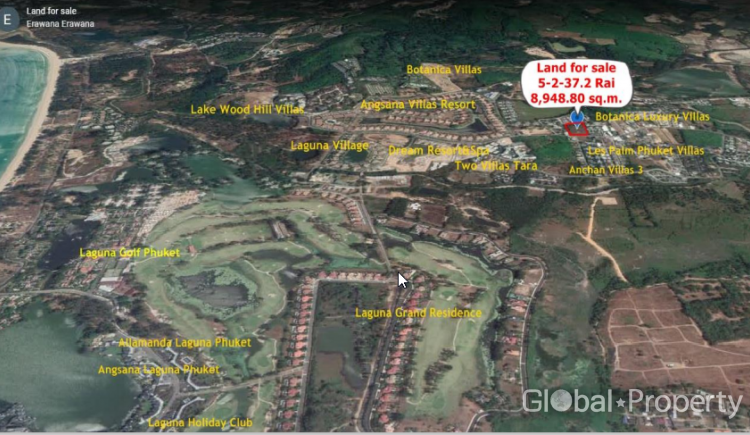 E
Land for sale
Erawana Erawana
Botanica Villas
Land for sale
5-2-37.2 Rai
8,948.80 sq.m.
Lake Wood Hill Villas
Angsana Villas Resort
Botanica Luxury Villas
Laguna Village
Dream Resort&Spa
Les Palm Phuket Villas
Two Villas Tara
Anchan Villas 3
Laguna Golf Phuket
Laguna Grand Residence
Allamanda Laguna Phuket
Angsana Laguna Phuket
Laguna Holiday Club
Global Property